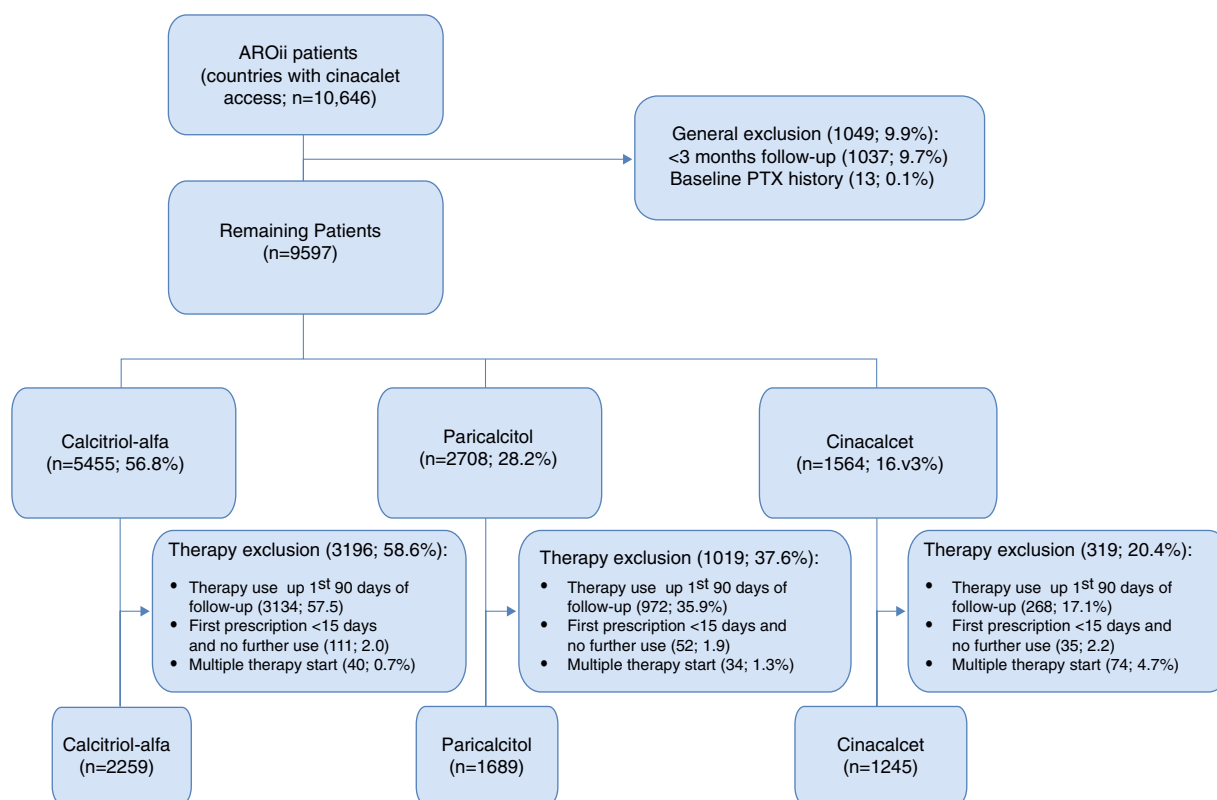 AROii patients
(countries with cinacalet
access; n=10,646)
General exclusion (1049; 9.9%):
<3 months follow-up (1037; 9.7%)
Baseline PTX history (13; 0.1%)
Remaining Patients
(n=9597)
Calcitriol-alfa
(n=5455; 56.8%)
Paricalcitol
(n=2708; 28.2%)
Cinacalcet
(n=1564; 16.v3%)
Therapy exclusion (3196; 58.6%):
• Therapy use up 1st 90 days of
follow-up (3134; 57.5)
• First prescription <15 days
and no further use (111; 2.0)
• Multiple therapy start (40; 0.7%)
Therapy exclusion (1019; 37.6%):
• Therapy use up 1st 90 days of
follow-up (972; 35.9%)
• First prescription <15 days and
no further use (52; 1.9)
• Multiple therapy start (34; 1.3%)
Therapy exclusion (319; 20.4%):
• Therapy use up 1st 90 days of
follow-up (268; 17.1%)
• First prescription <15 days and
no further use (35; 2.2)
• Multiple therapy start (74; 4.7%)
Calcitriol-alfa
(n=2259)
Paricalcitol
(n=1689)
Cinacalcet
(n=1245)